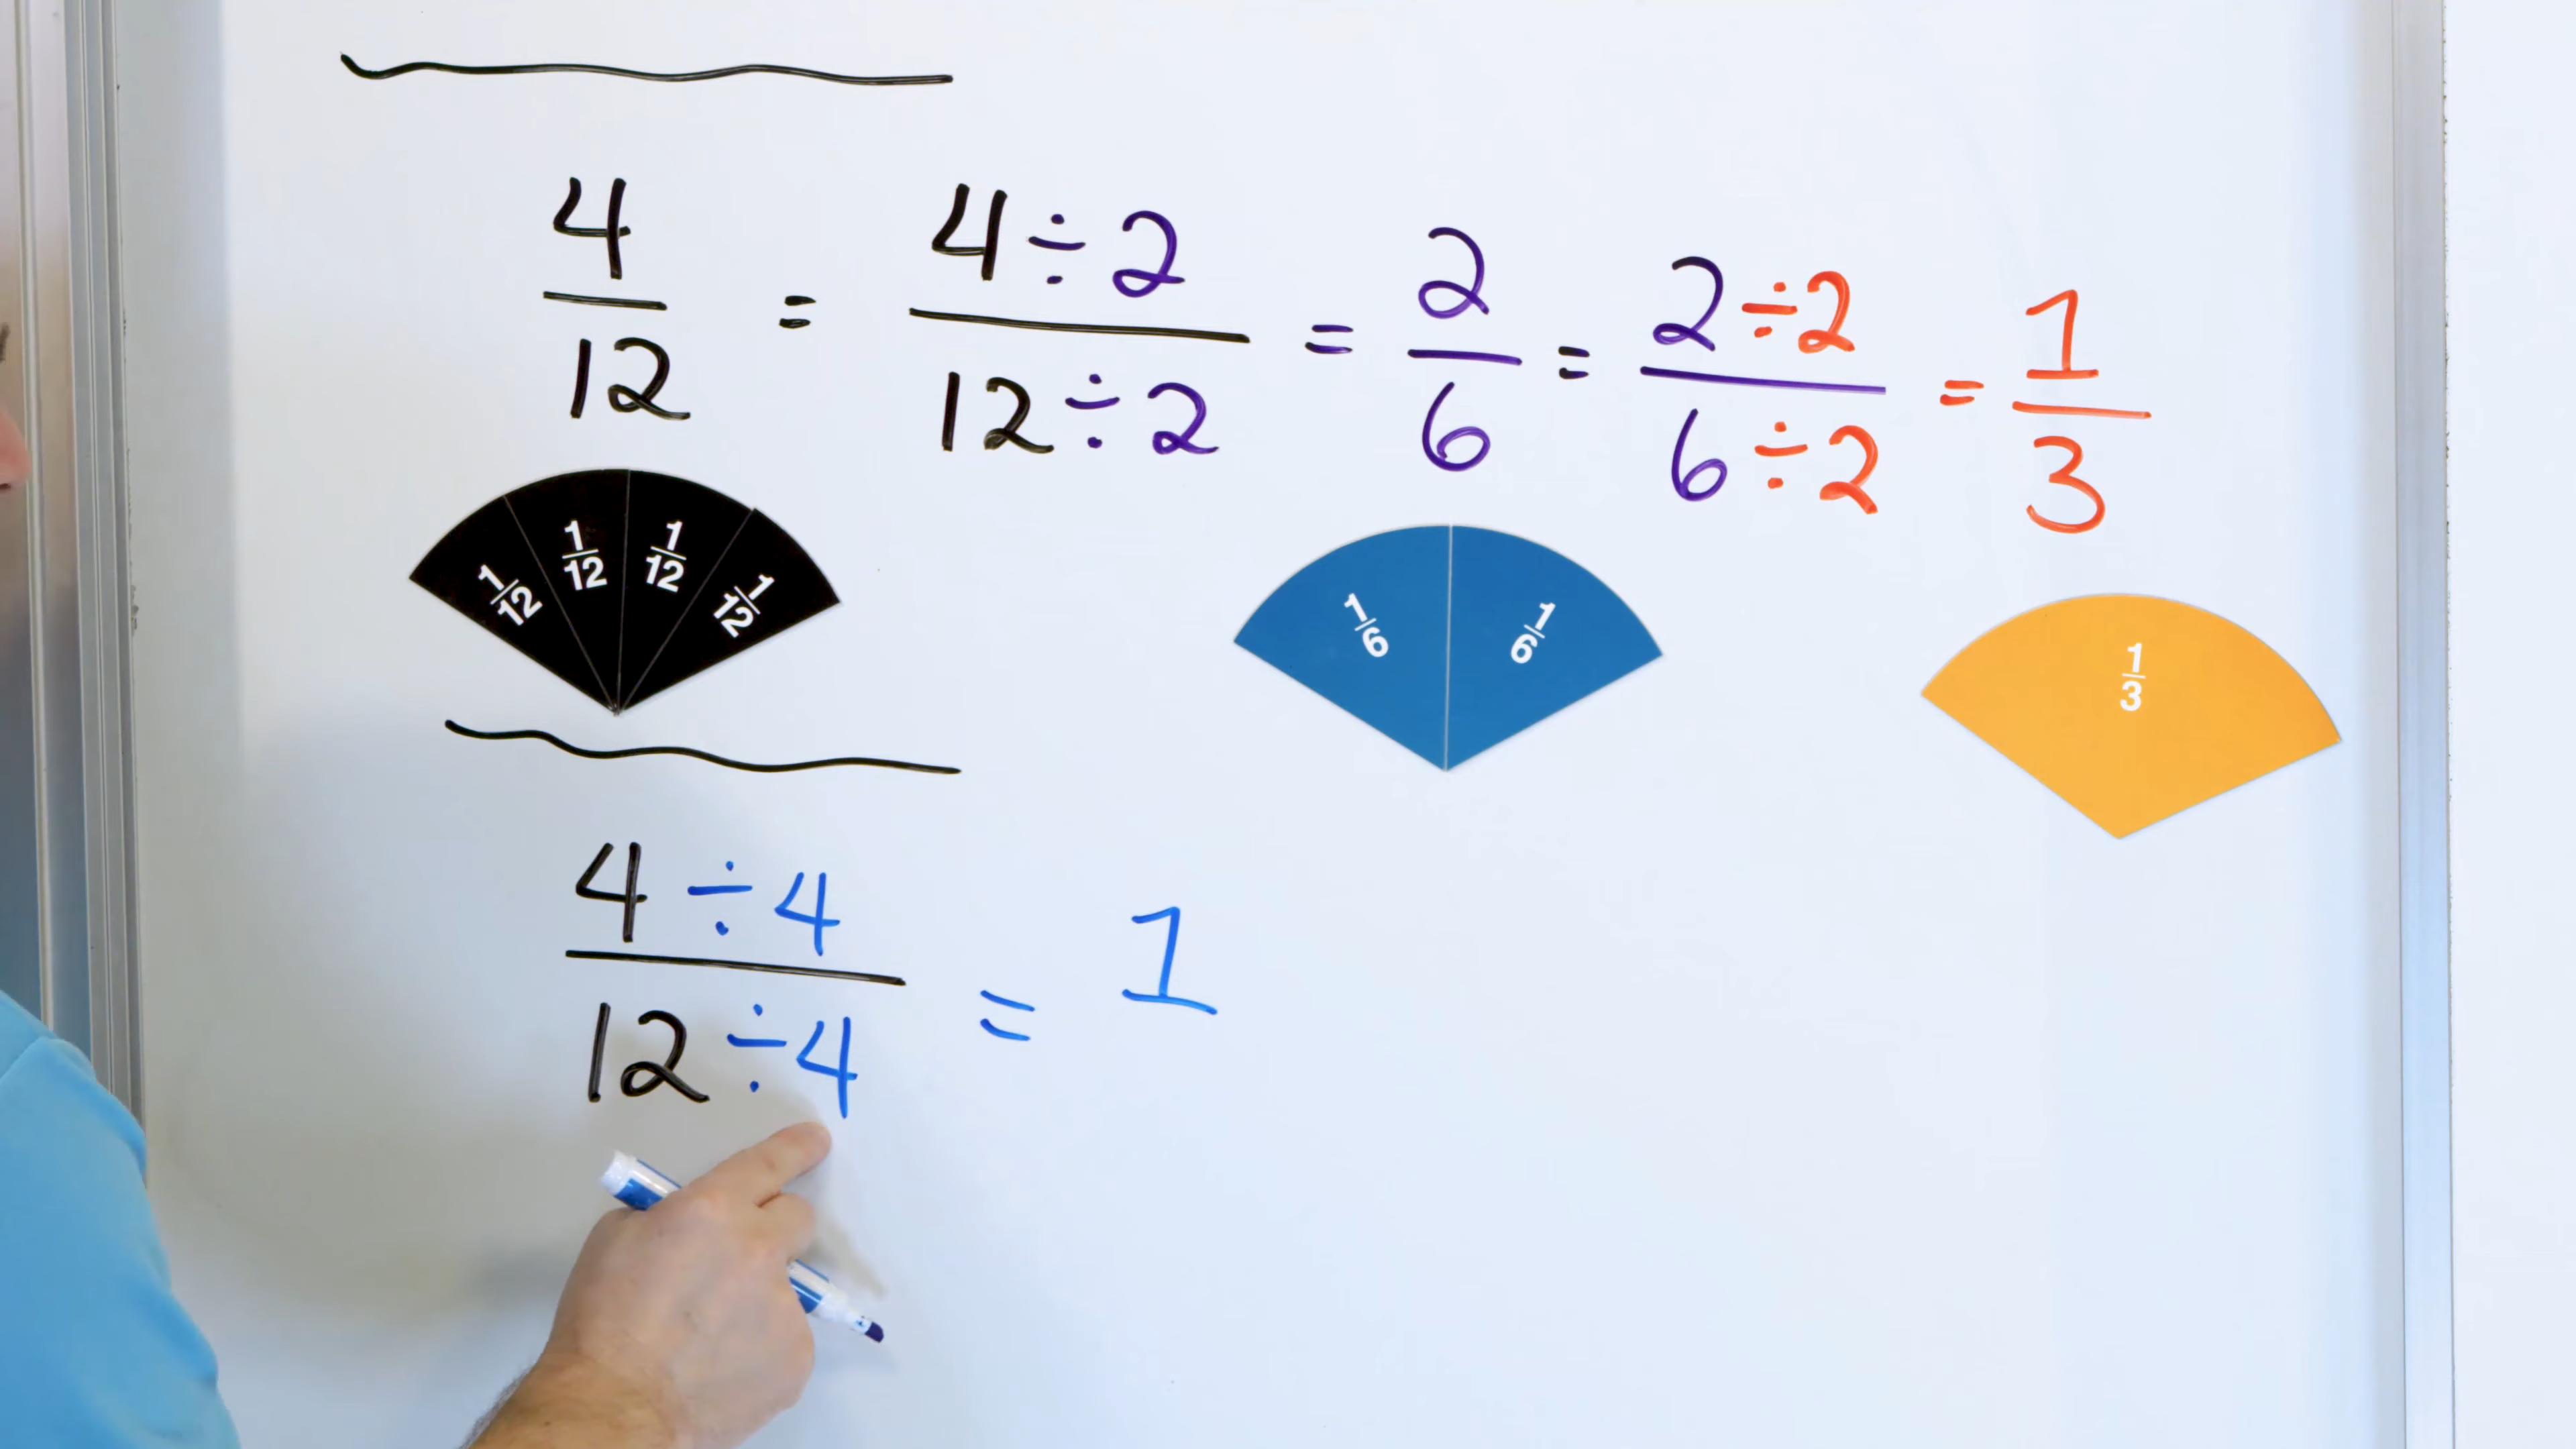 4/12 = 4÷2/12÷2 = 2/6 = 2÷2/6÷2 = 1/3
1/12 1/12 1/12 1/12
1/6 1/6
1/3
4÷4/12÷4 = 1